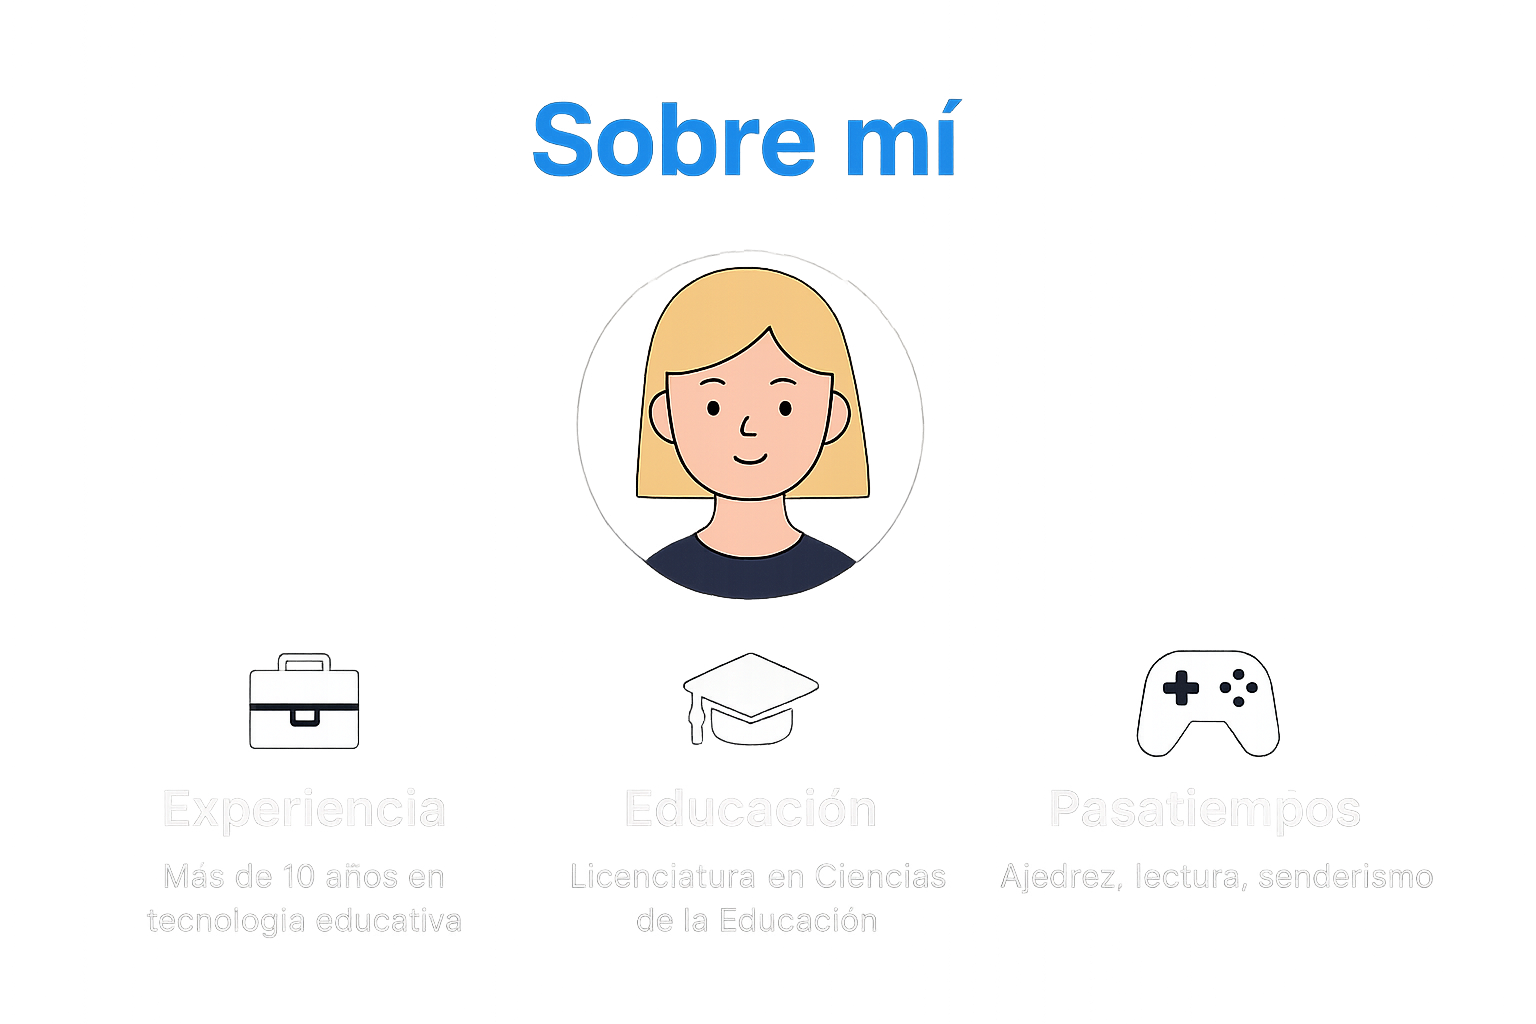 Sobre mí
Experiencia
Más de 10 años en
tecnologia educativa
Educación
Licenciatura en Ciencias
de la Educación
Pasatiempos
Ajedrez, lectura, senderismo